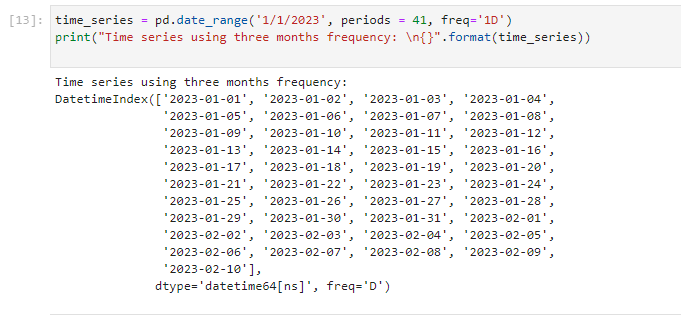 [13]: time_series = pd.date_range('1/1/2023', periods = 41, freq='1D')
print("Time series using three months frequency: \n{}".format(time_series))
Time series using three months frequency:
DatetimeIndex(['2023-01-01', '2023-01-02', '2023-01-03', '2023-01-04',
'2023-01-05', '2023-01-06', '2023-01-07', '2023-01-08',
'2023-01-09', '2023-01-10', '2023-01-11', '2023-01-12',
'2023-01-13', '2023-01-14', '2023-01-15', '2023-01-16',
'2023-01-17', '2023-01-18', '2023-01-19', '2023-01-20',
'2023-01-21', '2023-01-22', '2023-01-23', '2023-01-24',
'2023-01-25', '2023-01-26', '2023-01-27', '2023-01-28',
'2023-01-29', '2023-01-30', '2023-01-31', '2023-02-01',
'2023-02-02', '2023-02-03', '2023-02-04', '2023-02-05',
'2023-02-06', '2023-02-07', '2023-02-08', '2023-02-09',
'2023-02-10'],
dtype='datetime64[ns]', freq='D')